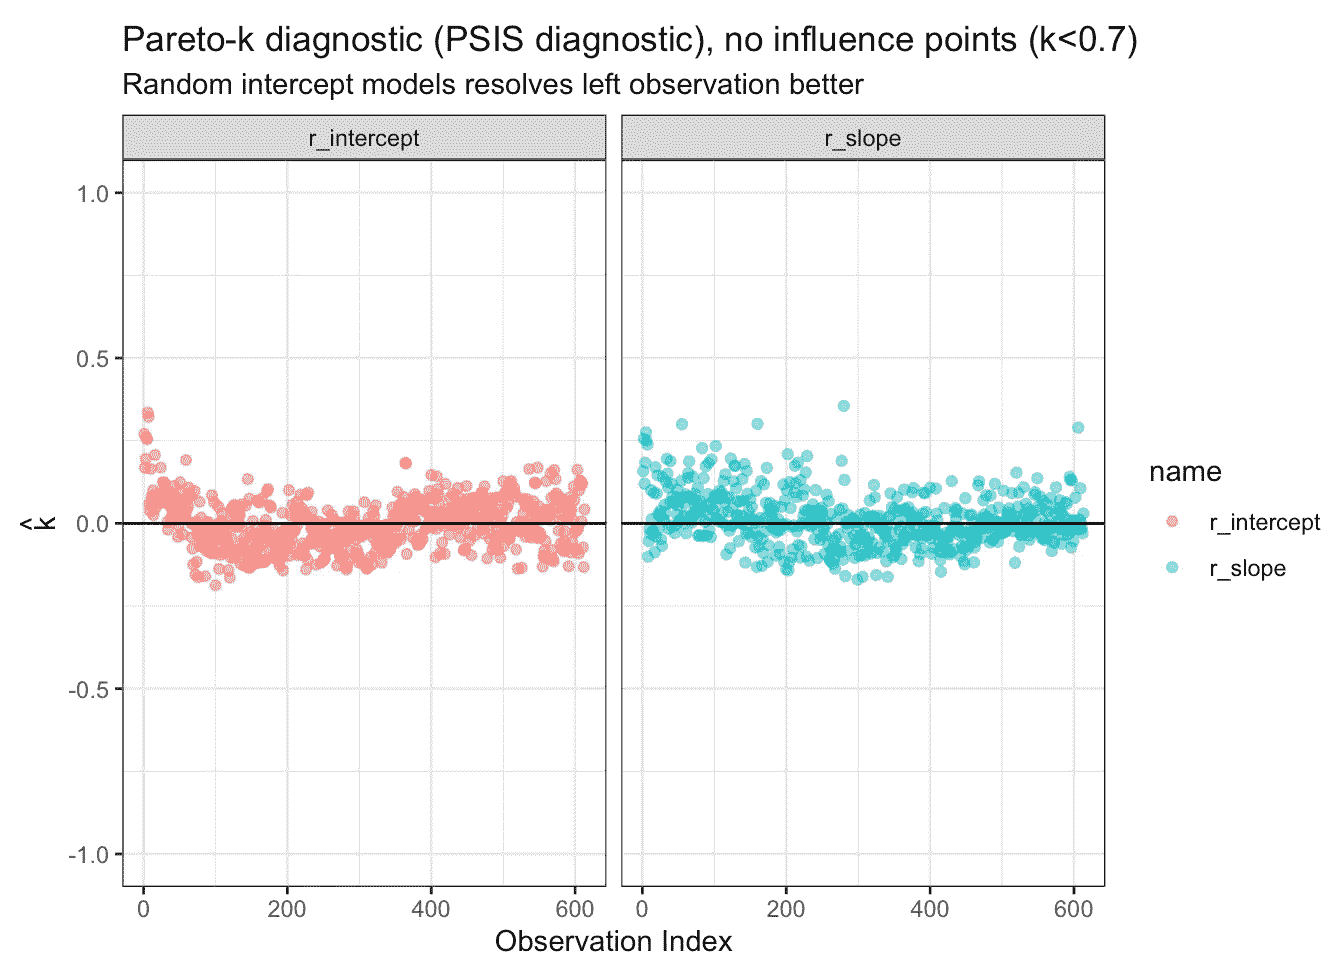 Pareto-k diagnostic (PSIS diagnostic), no influence points (k<0.7)
Random intercept models resolves left observation better
r_intercept
r_slope
1.0
0.5
0.0
-0.5
-1.0
k̂
0
200
400
600
0
200
400
600
Observation Index
name
r_intercept
r_slope